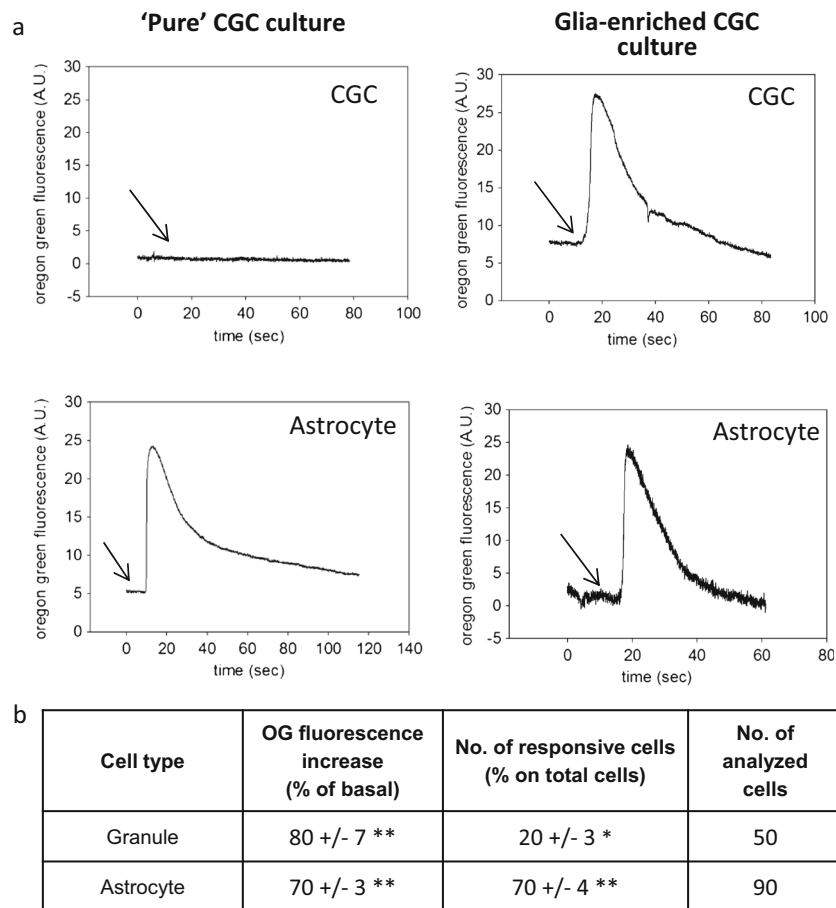 a
'Pure' CGC culture
Glia-enriched CGC
culture
CGC
oregon green fluorescence (A.U.)
30
25
20
15
10
5
0
-5
0 20 40 60 80 100
time (sec)
CGC
oregon green fluorescence (A.U.)
30
25
20
15
10
5
0
0 20 40 60 80 100
time (sec)
Astrocyte
oregon green fluorescence (A.U.)
30
25
20
15
10
5
0
0 20 40 60 80 100 120 140
time (sec)
Astrocyte
oregon green fluorescence (A.U.)
30
25
20
15
10
5
0
-5
0 20 40 60 80
time (sec)
b
Cell type
OG fluorescence
increase
(% of basal)
No. of responsive cells
(% on total cells)
No. of
analyzed
cells
Granule
80 +/- 7 **
20 +/- 3 *
50
Astrocyte
70 +/- 3 **
70 +/- 4 **
90